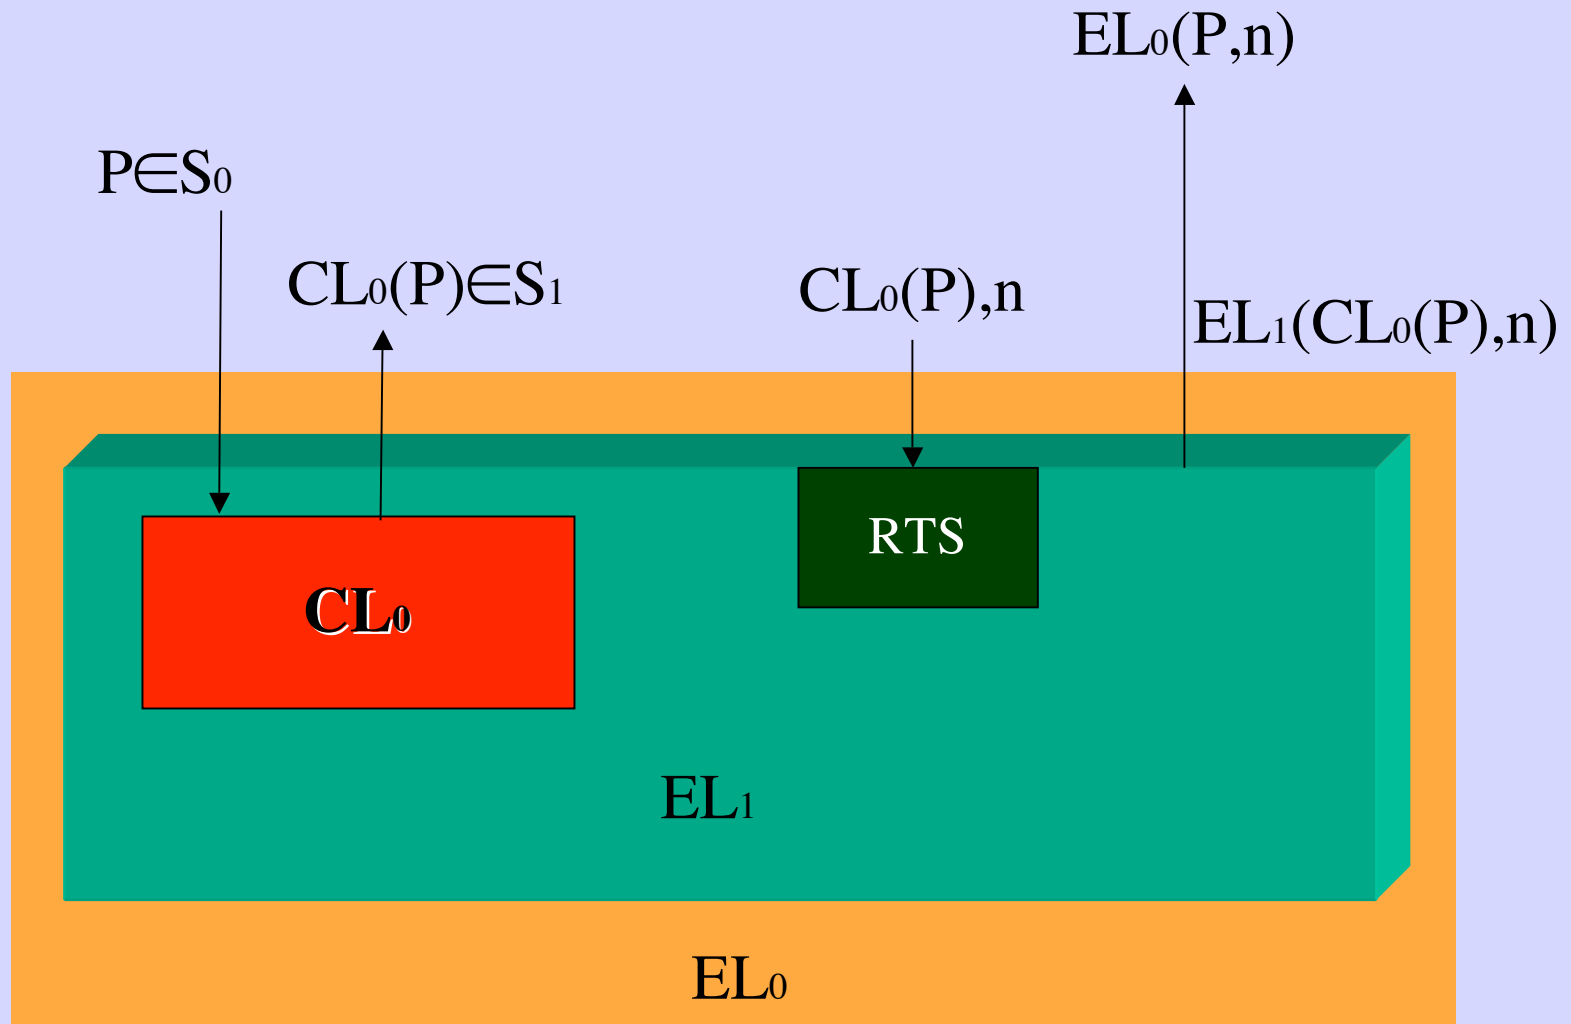 EL₀(P,n)
P∈S₀
CL₀(P)∈S₁
CL₀(P),n
EL₁(CL₀(P),n)
RTS
CL₀
EL₁
EL₀